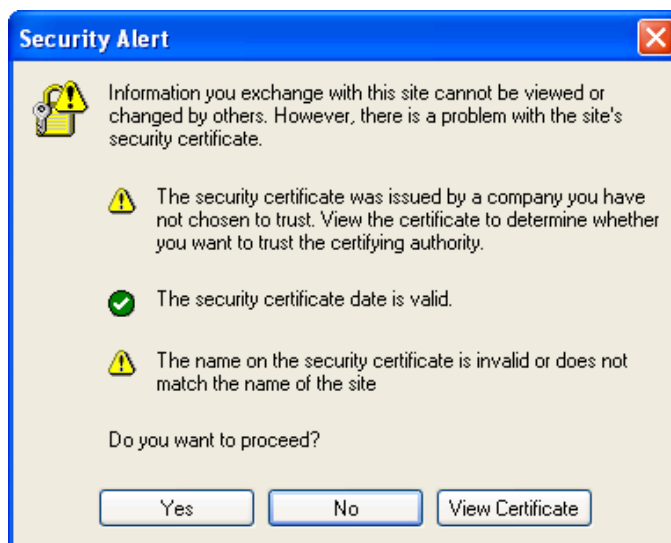 Security Alert
Information you exchange with this site cannot be viewed or
changed by others. However, there is a problem with the site's
security certificate.
The security certificate was issued by a company you have
not chosen to trust. View the certificate to determine whether
you want to trust the certifying authority.
The security certificate date is valid.
The name on the security certificate is invalid or does not
match the name of the site
Do you want to proceed?
Yes No View Certificate